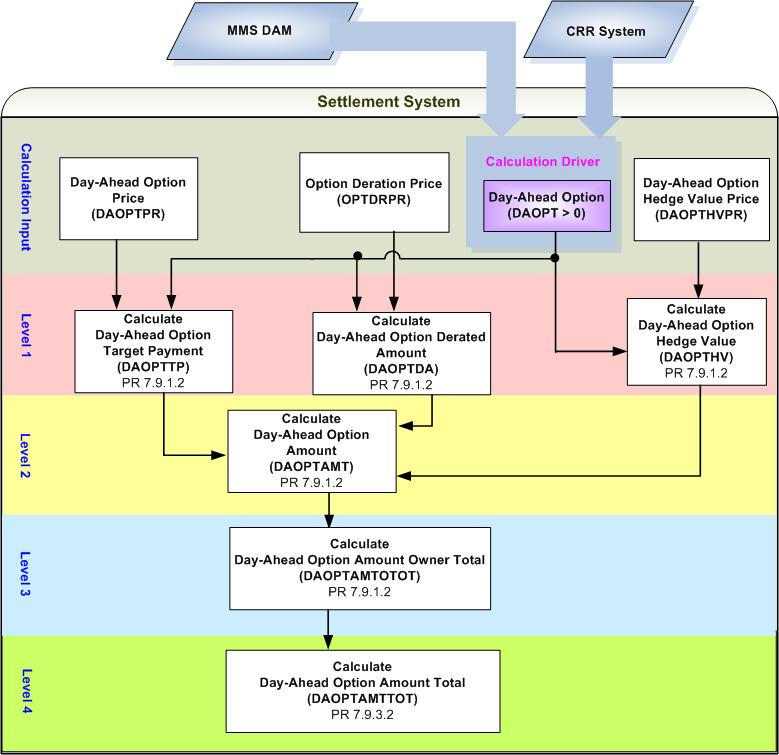 MMS DAM
CRR System
Settlement System
Calculation Input
Day-Ahead Option
Price
(DAOPTPR)
Option Deration Price
(OPTDRPR)
Calculation Driver
Day-Ahead Option
(DAOPT > 0)
Day-Ahead Option
Hedge Value Price
(DAOPTHVPR)
Level 1
Calculate
Day-Ahead Option
Target Payment
(DAOPTTP)
PR 7.9.1.2
Calculate
Day-Ahead Option Derated
Amount
(DAOPTDA)
PR 7.9.1.2
Calculate
Day-Ahead Option
Hedge Value
(DAOPTHV)
PR 7.9.1.2
Level 2
Calculate
Day-Ahead Option
Amount
(DAOPTAMT)
PR 7.9.1.2
Level 3
Calculate
Day-Ahead Option Amount Owner Total
(DAOPTAMTOTOT)
PR 7.9.1.2
Level 4
Calculate
Day-Ahead Option Amount Total
(DAOPTAMTTOT)
PR 7.9.3.2